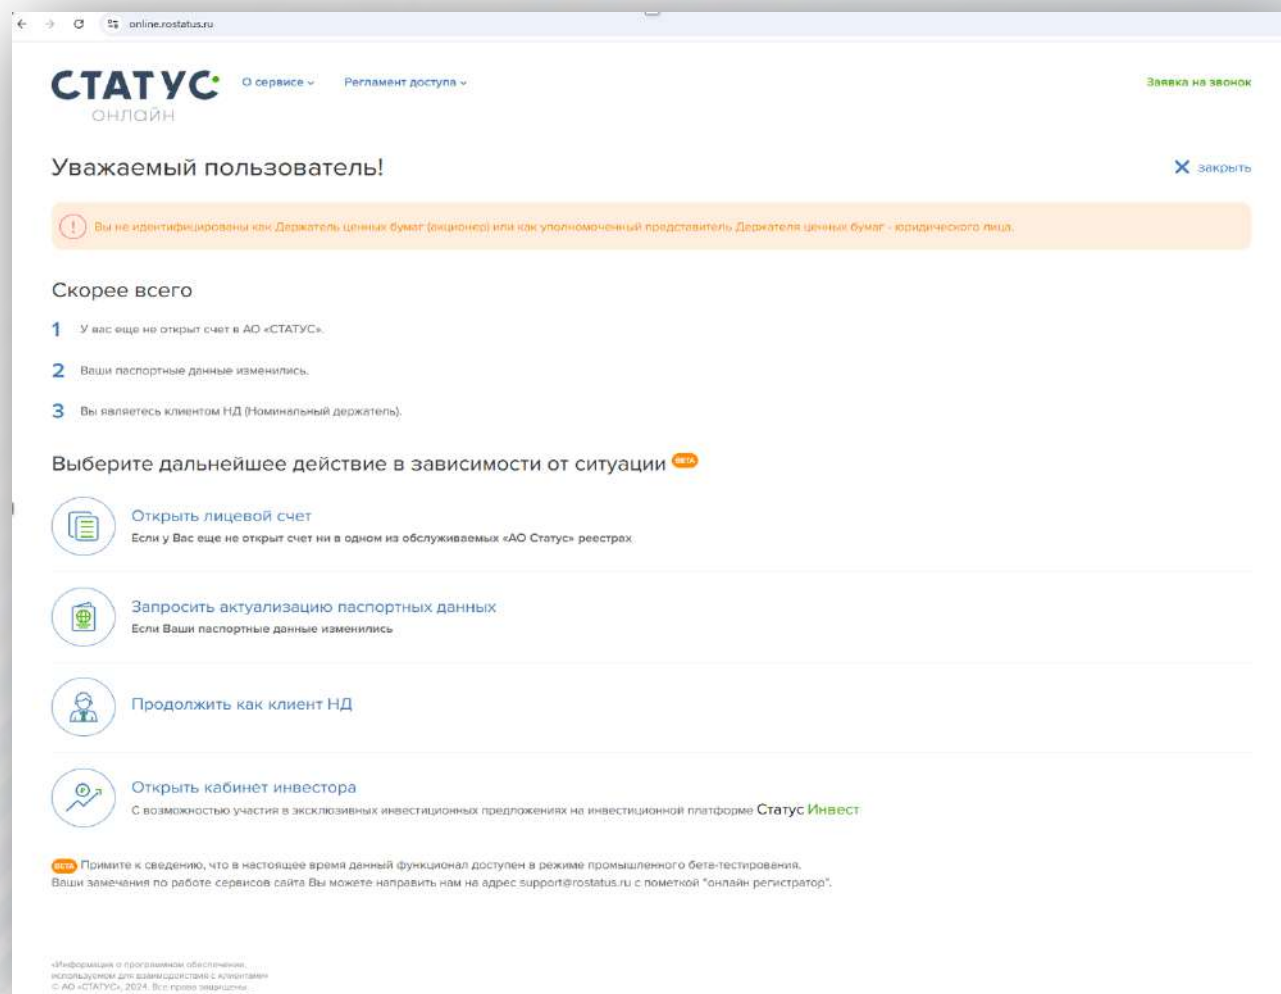 online.rostatus.ru
СТАТУС
ОНЛАЙН
О сервисе
Регламент доступа
Заявка на звонок
Уважаемый пользователь!
закрыть
Вы не идентифицированы как Держатель ценных бумаг (акционер) или как уполномоченный представитель Держателя ценных бумаг - юридического лица.
Скорее всего
1 У вас еще не открыт счет в АО «СТАТУС».
2 Ваши паспортные данные изменились.
3 Вы являетесь клиентом НД (Номинальный держатель).
Выберите дальнейшее действие в зависимости от ситуации BETA
Открыть лицевой счет
Если у Вас еще не открыт счет ни в одном из обслуживаемых «АО Статус» реестрах
Запросить актуализацию паспортных данных
Если Ваши паспортные данные изменились
Продолжить как клиент НД
Открыть кабинет инвестора
С возможностью участия в эксклюзивных инвестиционных предложениях на инвестиционной платформе Статус Инвест
BETA Примите к сведению, что в настоящее время данный функционал доступен в режиме промышленного бета-тестирования.
Ваши замечания по работе сервисов сайта Вы можете направить нам на адрес support@rostatus.ru с пометкой "онлайн регистратор".
«Информация о программном обеспечении,
используемом для взаимодействия с клиентами»
© АО «СТАТУС», 2024. Все права защищены.